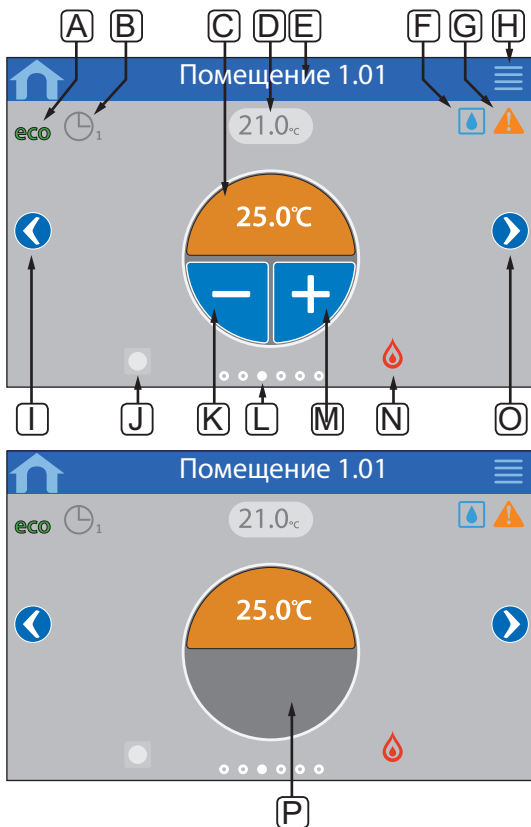 A B C D E F G H
Помещение 1.01
eco 1 21.0°C
25.0°C
− +
I J K L M N O
Помещение 1.01
eco 1 21.0°C
25.0°C
P